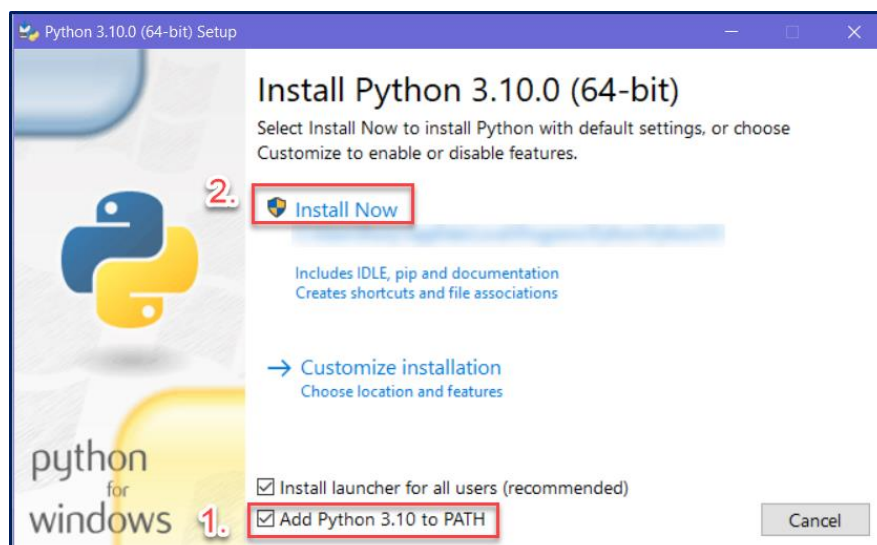 Python 3.10.0 (64-bit) Setup
Install Python 3.10.0 (64-bit)
Select Install Now to install Python with default settings, or choose
Customize to enable or disable features.
2.
Install Now
Includes IDLE, pip and documentation
Creates shortcuts and file associations
→ Customize installation
Choose location and features
python
for
windows
Install launcher for all users (recommended)
1.
Add Python 3.10 to PATH
Cancel